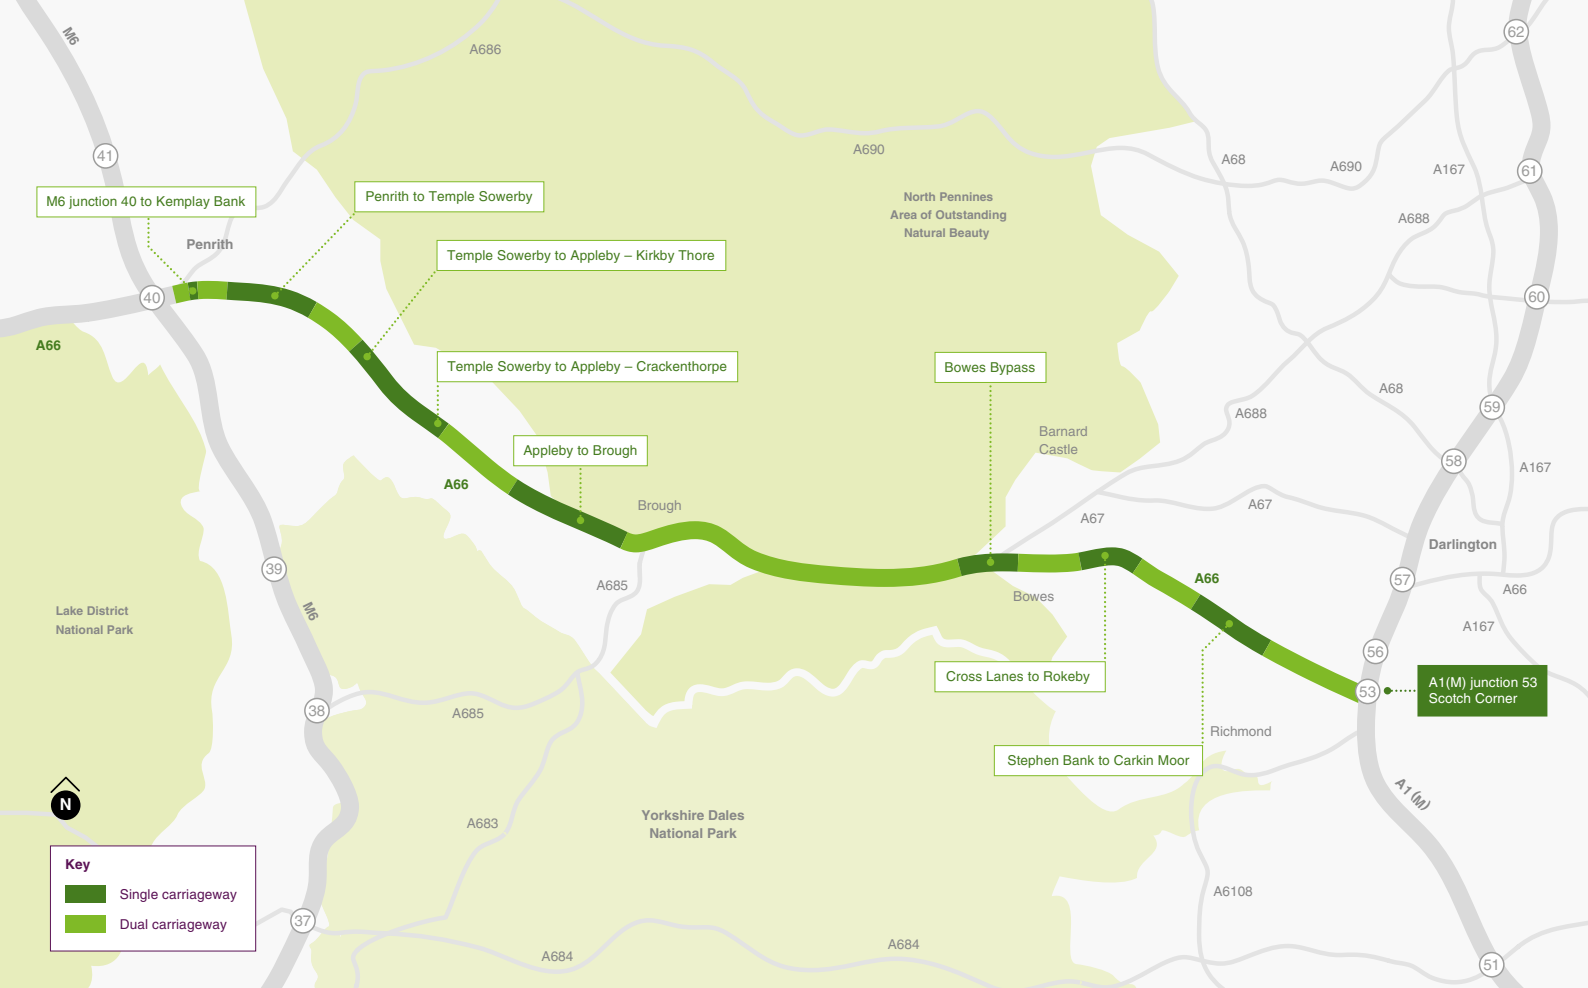 62
M6
A686
41
A690
A68
A690
A167
61
M6 junction 40 to Kemplay Bank
Penrith to Temple Sowerby
North Pennines
Area of Outstanding
Natural Beauty
A688
Penrith
Temple Sowerby to Appleby – Kirkby Thore
40
60
A66
Temple Sowerby to Appleby – Crackenthorpe
Bowes Bypass
A68
59
A688
Barnard
Castle
Appleby to Brough
58
A167
A66
Brough
A67
A67
Darlington
39
A685
A66
57
A66
Bowes
Lake District
National Park
M6
A167
56
Cross Lanes to Rokeby
53
A1(M) junction 53
Scotch Corner
38
A685
Richmond
Stephen Bank to Carkin Moor
N
A1 (M)
Yorkshire Dales
National Park
A683
Key
Single carriageway
Dual carriageway
A6108
37
A684
A684
51